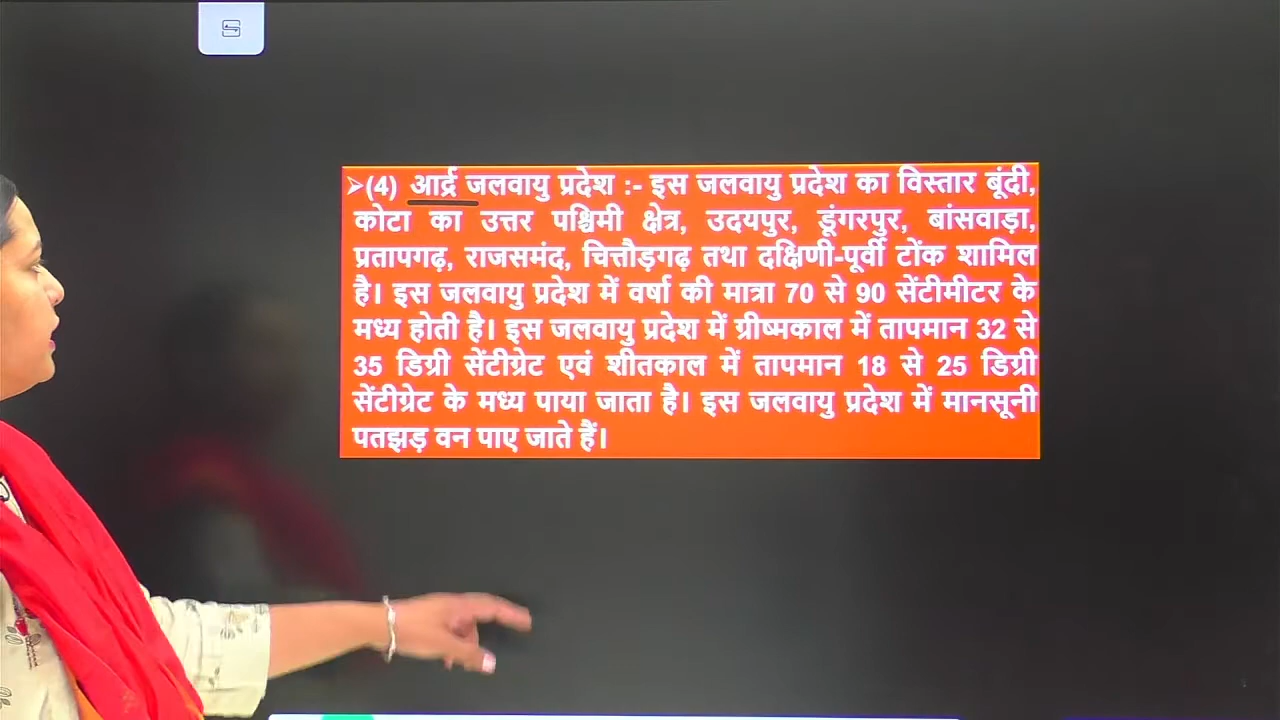 ➢(4) आर्द्र जलवायु प्रदेश :- इस जलवायु प्रदेश का विस्तार बूंदी,
कोटा का उत्तर पश्चिमी क्षेत्र, उदयपुर, डूंगरपुर, बांसवाड़ा,
प्रतापगढ़, राजसमंद, चित्तौड़गढ़ तथा दक्षिणी-पूर्वी टोंक शामिल
है। इस जलवायु प्रदेश में वर्षा की मात्रा 70 से 90 सेंटीमीटर के
मध्य होती है। इस जलवायु प्रदेश में ग्रीष्मकाल में तापमान 32 से
35 डिग्री सेंटीग्रेट एवं शीतकाल में तापमान 18 से 25 डिग्री
सेंटीग्रेट के मध्य पाया जाता है। इस जलवायु प्रदेश में मानसूनी
पतझड़ वन पाए जाते हैं।